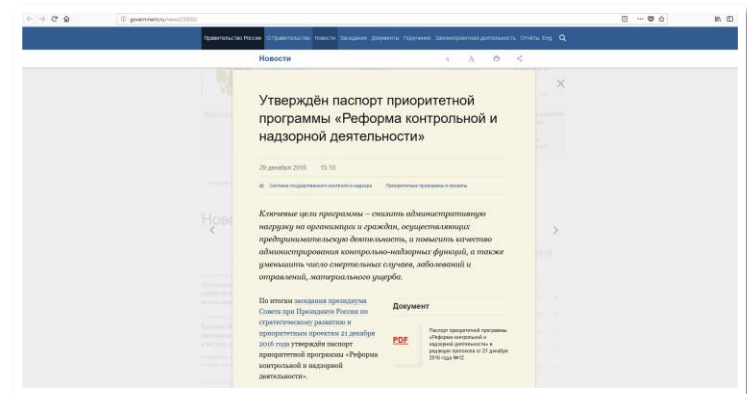 government.ru/news/25930/
Правительство России О Правительстве Новости Заседания Документы Поручения Законопроектная деятельность Отчёты Eng
Новости
А А
Утверждён паспорт приоритетной
программы «Реформа контрольной и
надзорной деятельности»
29 декабря 2016 15:10
Система государственного контроля и надзора Приоритетные программы и проекты
Ключевые цели программы – снизить административную
нагрузку на организации и граждан, осуществляющих
предпринимательскую деятельность, и повысить качество
администрирования контрольно-надзорных функций, а также
уменьшить число смертельных случаев, заболеваний и
отравлений, материального ущерба.
По итогам заседания президиума
Совета при Президенте России по
стратегическому развитию и
приоритетным проектам 21 декабря
2016 года утверждён паспорт
приоритетной программы «Реформа
контрольной и надзорной
деятельности».
Документ
PDF
Паспорт приоритетной программы
«Реформа контрольной и
надзорной деятельности» в
редакции протокола от 21 декабря
2016 года №12